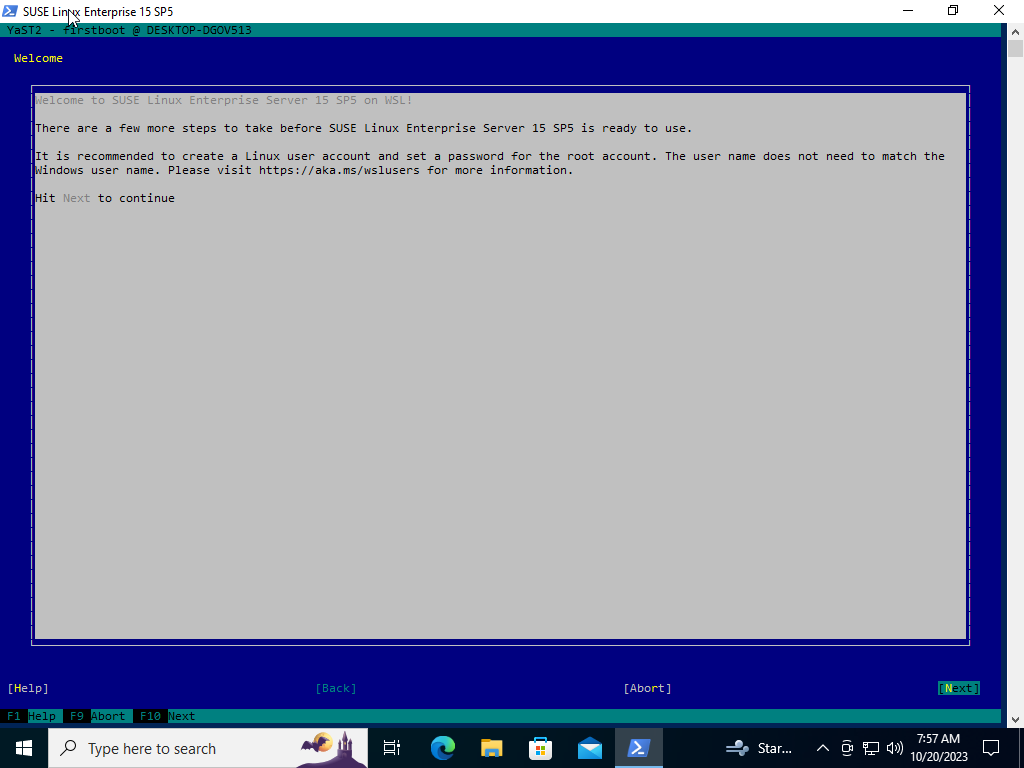 SUSE Linux Enterprise 15 SP5
YaST2 - firstboot @ DESKTOP-DGOV513
Welcome
Welcome to SUSE Linux Enterprise Server 15 SP5 on WSL!
There are a few more steps to take before SUSE Linux Enterprise Server 15 SP5 is ready to use.
It is recommended to create a Linux user account and set a password for the root account. The user name does not need to match the
Windows user name. Please visit https://aka.ms/wslusers for more information.
Hit Next to continue
[Help] [Back] [Abort] [Next]
F1 Help F9 Abort F10 Next
Type here to search
Star...
7:57 AM
10/20/2023